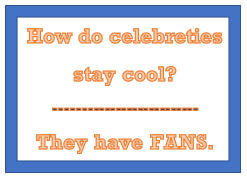 How do celebreties
stay cool?
--------------------
They have FANS.